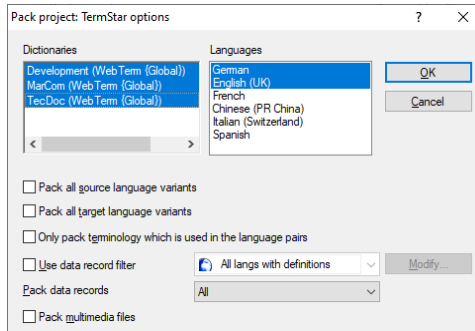 Pack project: TermStar options
Dictionaries
Languages
Development (WebTerm {Global})
MarCom (WebTerm {Global})
TecDoc (WebTerm {Global})
German
English (UK)
French
Chinese (PR China)
Italian (Switzerland)
Spanish
OK
Cancel
Pack all source language variants
Pack all target language variants
Only pack terminology which is used in the language pairs
Use data record filter
All langs with definitions
Modify...
Pack data records
All
Pack multimedia files